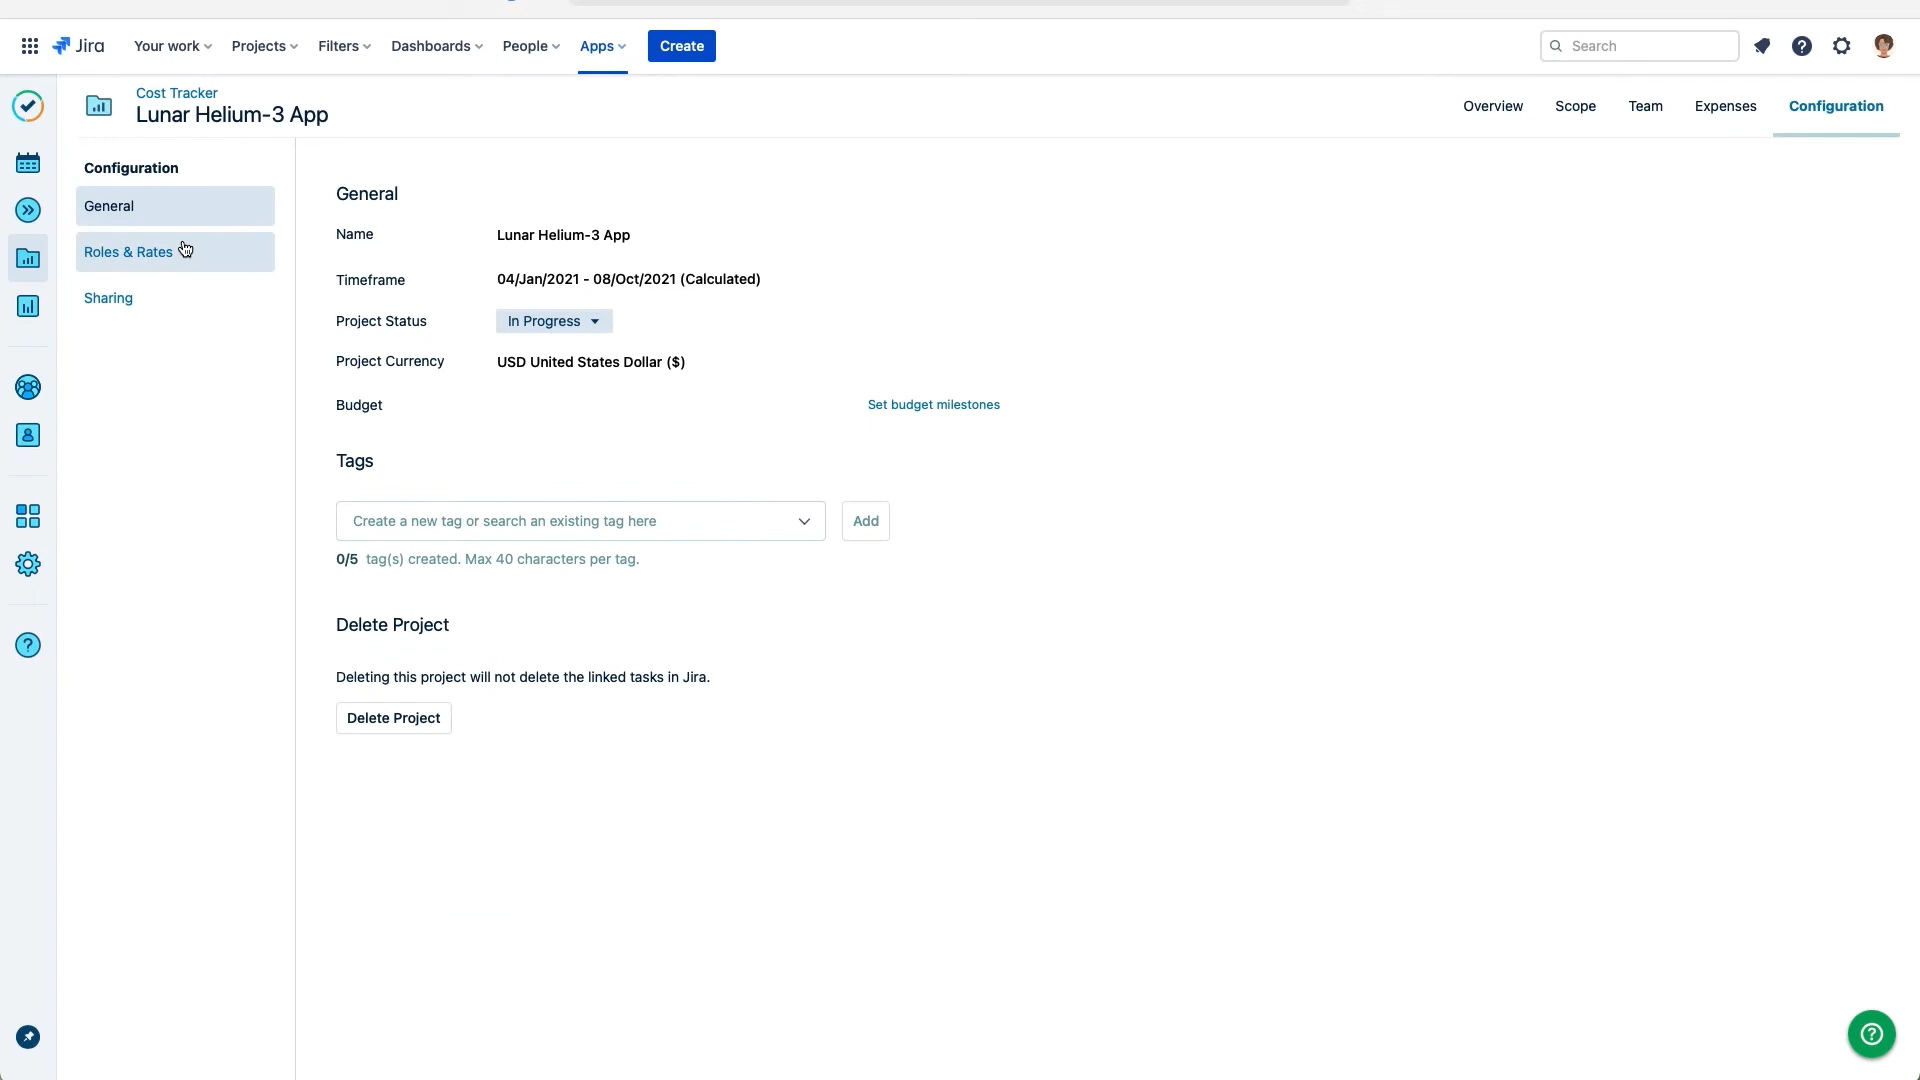 Jira
Your work
Projects
Filters
Dashboards
People
Apps
Create
Search
Cost Tracker
Lunar Helium-3 App
Overview
Scope
Team
Expenses
Configuration
Configuration
General
Roles & Rates
Sharing
General
Name Lunar Helium-3 App
Timeframe 04/Jan/2021 - 08/Oct/2021 (Calculated)
Project Status In Progress
Project Currency USD United States Dollar ($)
Budget Set budget milestones
Tags
Create a new tag or search an existing tag here Add
0/5 tag(s) created. Max 40 characters per tag.
Delete Project
Deleting this project will not delete the linked tasks in Jira.
Delete Project